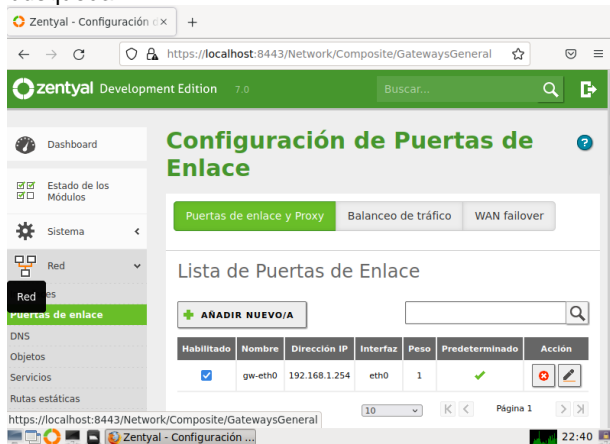 Zentyal - Configuración d
https://localhost:8443/Network/Composite/GatewaysGeneral
zentyal Development Edition 7.0
Buscar...
Dashboard
Estado de los
Módulos
Sistema
Red
Red
Puertas de enlace
DNS
Objetos
Servicios
Rutas estáticas
Configuración de Puertas de
Enlace
Puertas de enlace y Proxy Balanceo de tráfico WAN failover
Lista de Puertas de Enlace
AÑADIR NUEVO/A
Habilitado Nombre Dirección IP Interfaz Peso Predeterminado Acción
gw-eth0 192.168.1.254 eth0 1
10 Página 1
https://localhost:8443/Network/Composite/GatewaysGeneral
Zentyal - Configuración ... 22:40